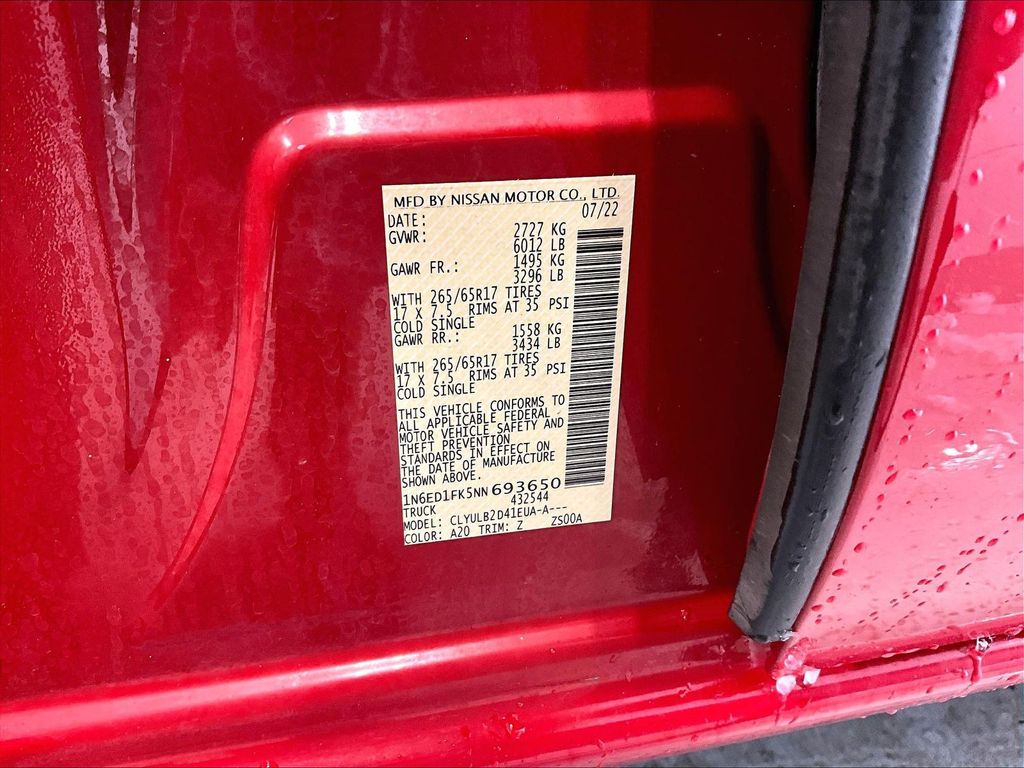 MFD BY NISSAN MOTOR CO., LTD.
DATE: 07/22
GVWR: 2727 KG
6012 LB
GAWR FR.: 1495 KG
3296 LB
WITH 265/65R17 TIRES
17 X 7.5 RIMS AT 35 PSI
COLD SINGLE
GAWR RR.: 1558 KG
3434 LB
WITH 265/65R17 TIRES
17 X 7.5 RIMS AT 35 PSI
COLD SINGLE
THIS VEHICLE CONFORMS TO
ALL APPLICABLE FEDERAL
MOTOR VEHICLE SAFETY AND
THEFT PREVENTION
STANDARDS IN EFFECT ON
THE DATE OF MANUFACTURE
SHOWN ABOVE.
1N6ED1FK5NN693650
TRUCK 432544
MODEL: CLYULB2D41EUA-A---
COLOR: A20 TRIM: Z ZS00A